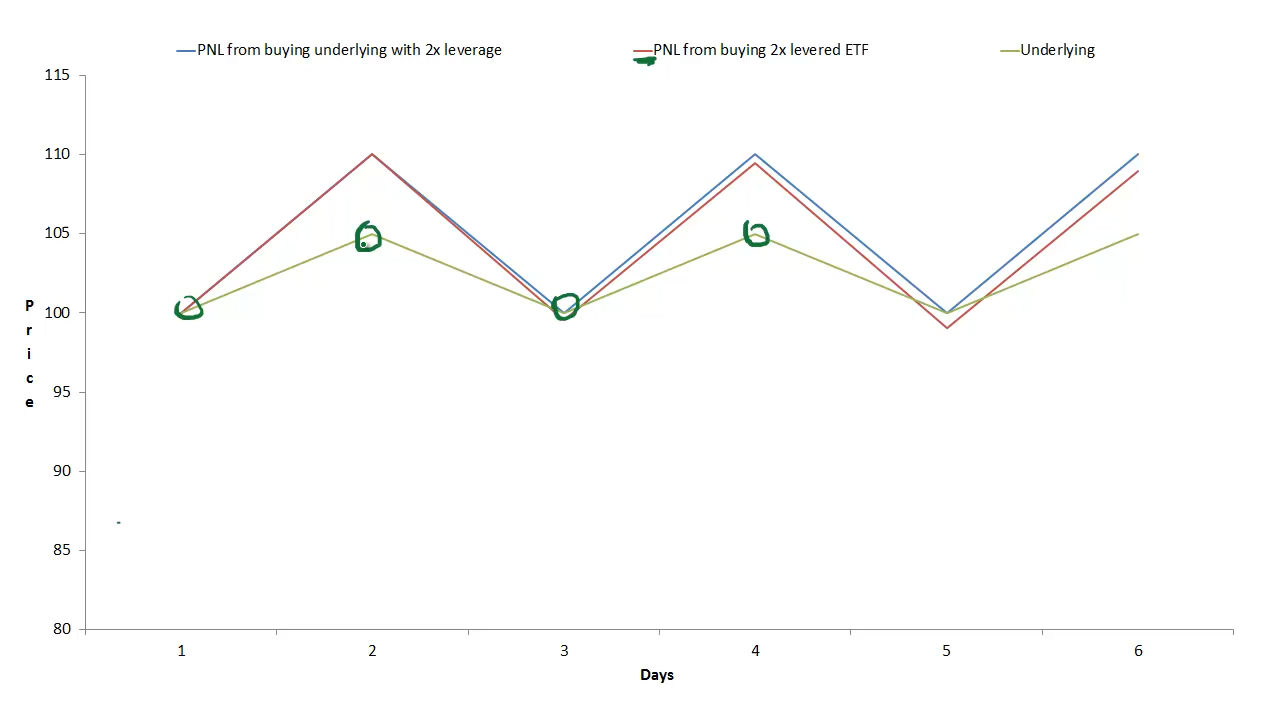 PNL from buying underlying with 2x leverage
PNL from buying 2x levered ETF
Underlying
115
110
105
100
95
90
85
80
Price
1 2 3 4 5 6
Days